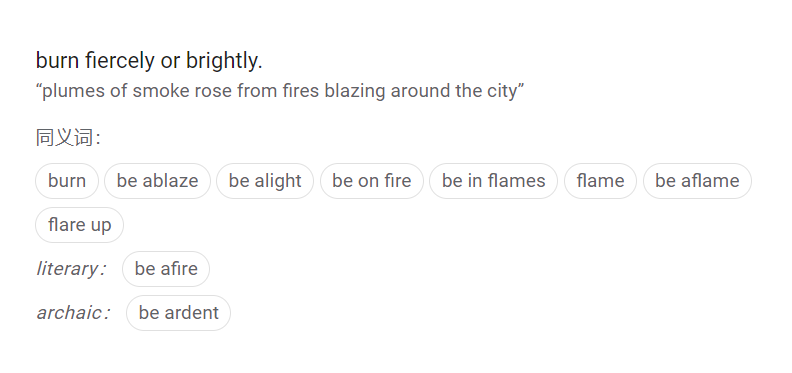 burn fiercely or brightly.
“plumes of smoke rose from fires blazing around the city”
同义词：
burn be ablaze be alight be on fire be in flames flame be aflame
flare up
literary： be afire
archaic： be ardent